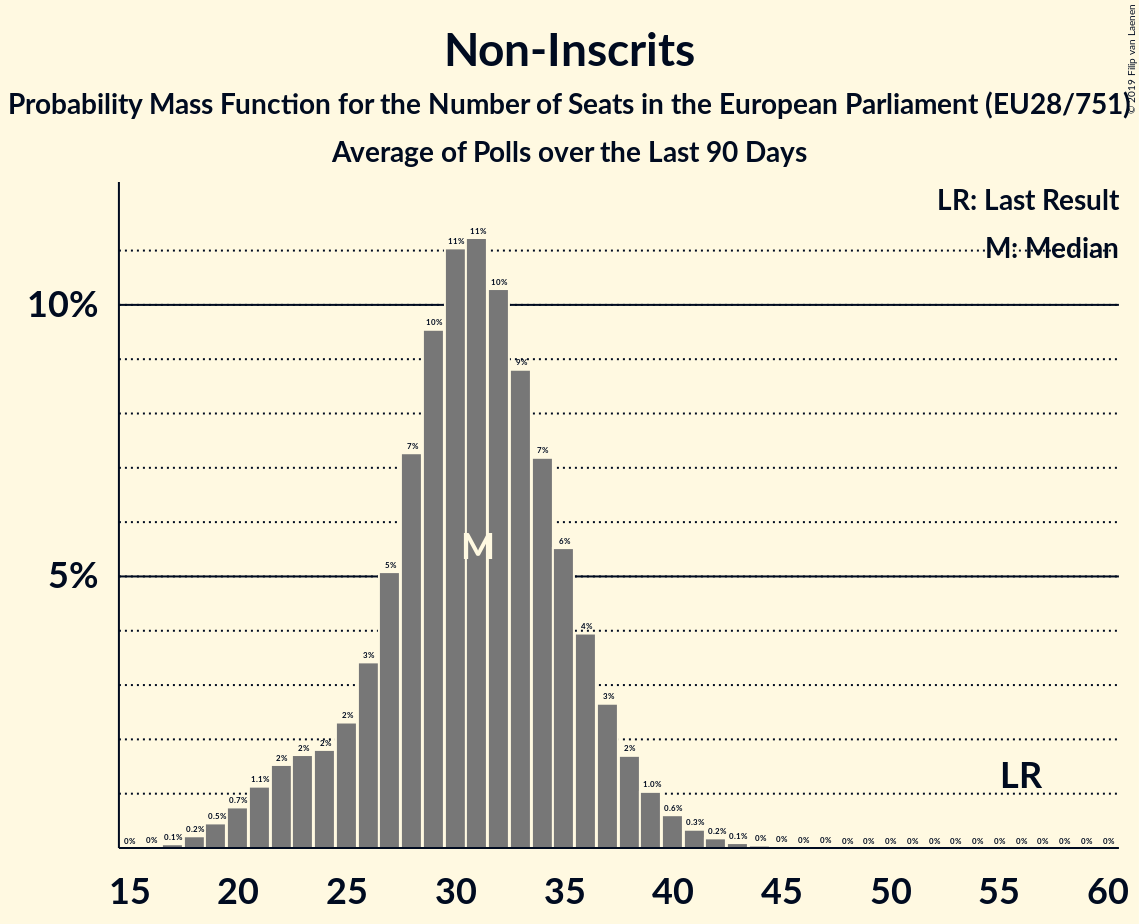 © 2019 Filip van Laenen
Non-Inscrits
Probability Mass Function for the Number of Seats in the European Parliament (EU28/751)
Average of Polls over the Last 90 Days
LR: Last Result
M: Median
10%
5%
0% 0% 0.1% 0.2% 0.5% 0.7% 1.1% 2% 2% 2% 2% 3% 5% 7% 10% 11% 11% 10% 9% 7% 6% 4% 3% 2% 1.0% 0.6% 0.3% 0.2% 0.1% 0% 0% 0% 0% 0% 0% 0% 0% 0% 0% 0% 0% 0% 0% 0% 0% 0%
M
LR
15 20 25 30 35 40 45 50 55 60